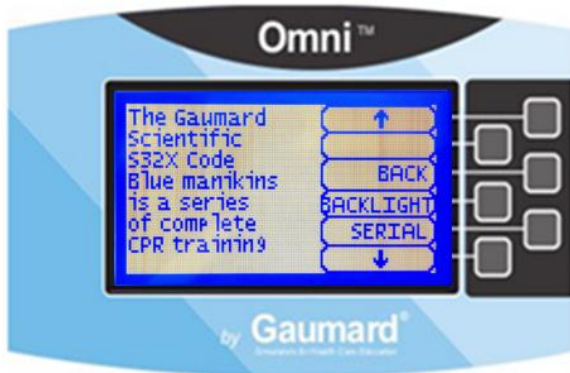 Omni™
The Gaumard
Scientific
S32X Code
Blue manikins
is a series
of complete
CPR training
↑
BACK
BACKLIGHT
SERIAL
↓
by Gaumard®